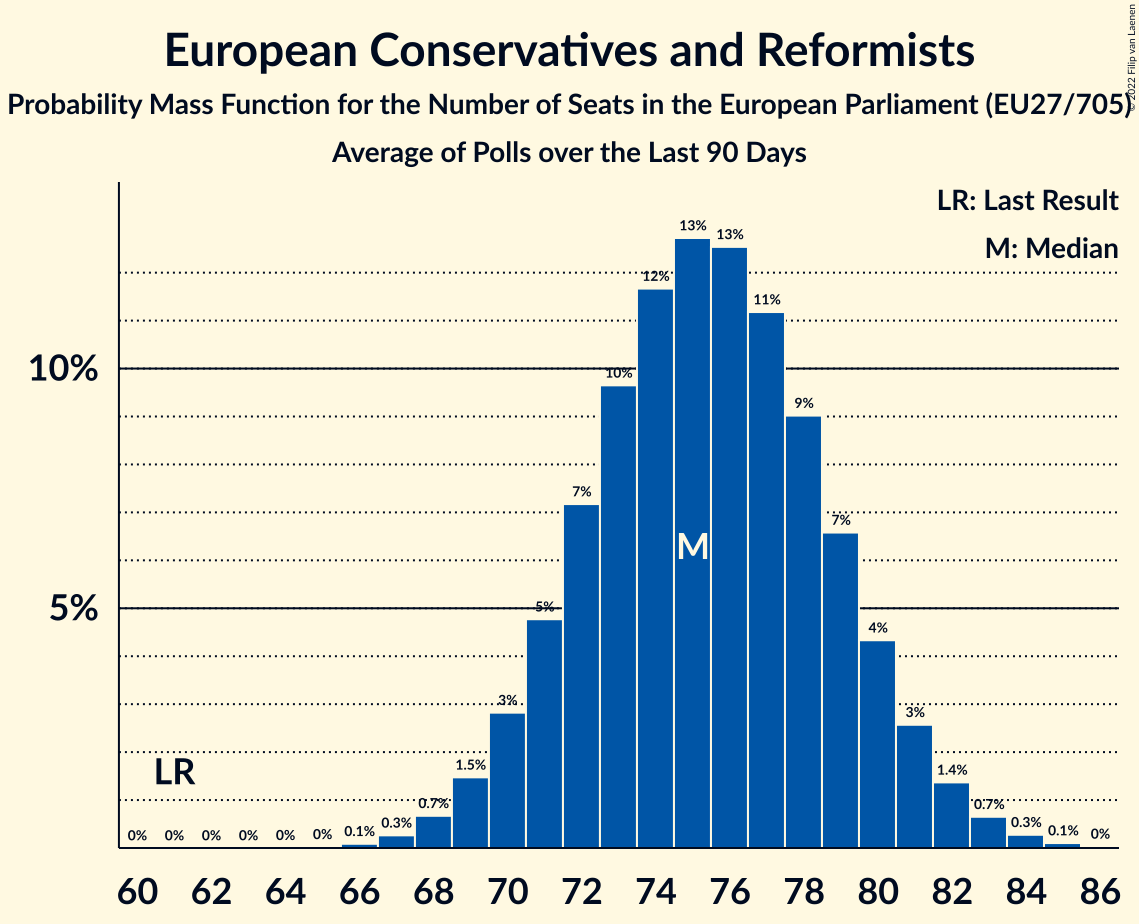 European Conservatives and Reformists
Probability Mass Function for the Number of Seats in the European Parliament (EU27/705)
Average of Polls over the Last 90 Days
© 2022 Filip van Laenen
LR: Last Result
M: Median
13%
13%
12%
11%
10%
10%
9%
7%
7%
M
5%
5%
4%
3%
3%
LR
1.5%
1.4%
0.7%
0.7%
0.3%
0.3%
0.1%
0.1%
0% 0% 0% 0% 0% 0% 0%
60 62 64 66 68 70 72 74 76 78 80 82 84 86